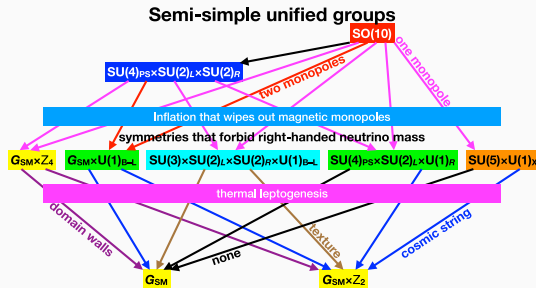 Semi-simple unified groups
SO(10)
SU(4)PS×SU(2)L×SU(2)R
one monopole
two monopoles
Inflation that wipes out magnetic monopoles
symmetries that forbid right-handed neutrino mass
GSM×Z4
GSM×U(1)B−L
SU(3)×SU(2)L×SU(2)R×U(1)B−L
SU(4)PS×SU(2)L×U(1)R
SU(5)×U(1)X
thermal leptogenesis
domain walls
none
texture
cosmic string
GSM
GSM×Z2